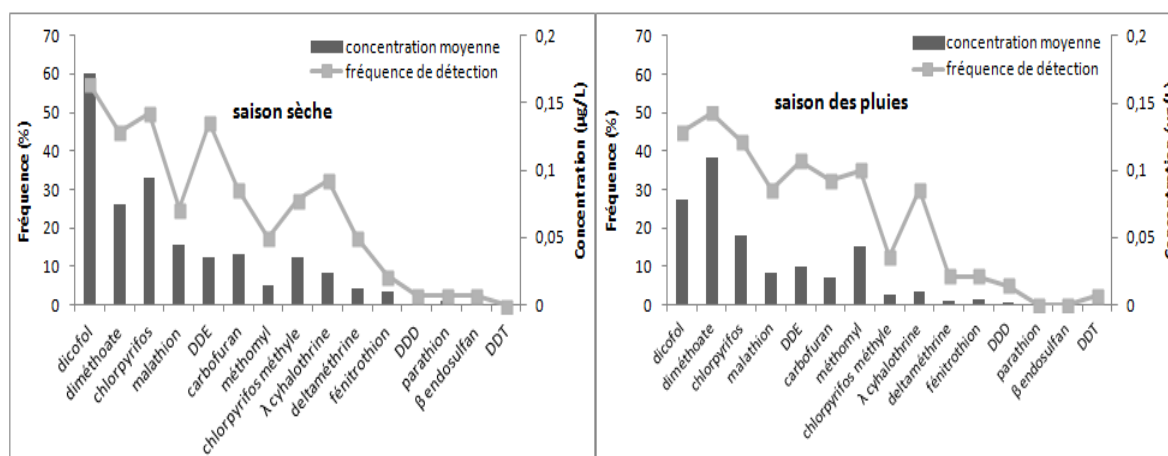 70
60
50
40
30
20
10
0
Fréquence (%)
0,2
0,15
0,1
0,05
0
Concentration (µg/L)
concentration moyenne
fréquence de détection
saison sèche
dicofol
diméthoate
chlorpyrifos
malathion
DDE
carbofuran
méthomyl
chlorpyrifos méthyle
λ cyhalothrine
deltaméthrine
fénitrothion
DDD
parathion
β endosulfan
DDT
70
60
50
40
30
20
10
0
Fréquence (%)
0,2
0,15
0,1
0,05
0
Concentration (µg/L)
concentration moyenne
fréquence de détection
saison des pluies
dicofol
diméthoate
chlorpyrifos
malathion
DDE
carbofuran
méthomyl
chlorpyrifos méthyle
λ cyhalothrine
deltaméthrine
fénitrothion
DDD
parathion
β endosulfan
DDT